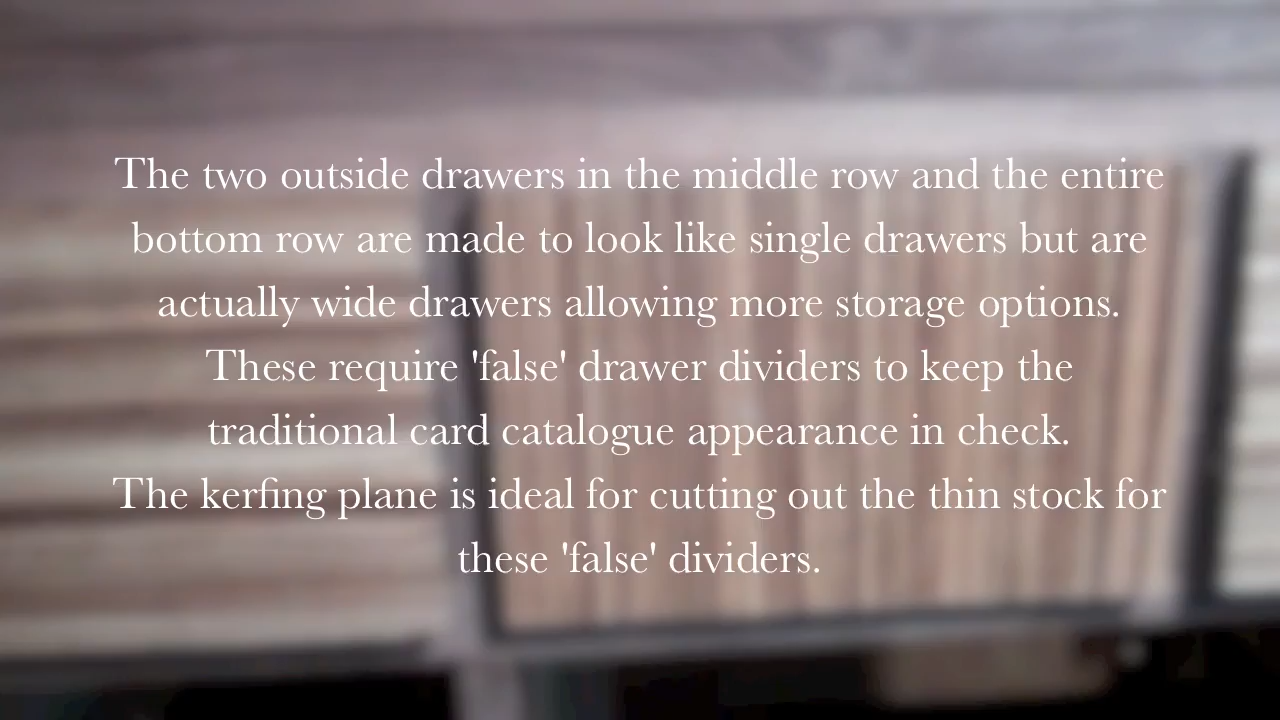 The two outside drawers in the middle row and the entire
bottom row are made to look like single drawers but are
actually wide drawers allowing more storage options.
These require 'false' drawer dividers to keep the
traditional card catalogue appearance in check.
The kerfing plane is ideal for cutting out the thin stock for
these 'false' dividers.